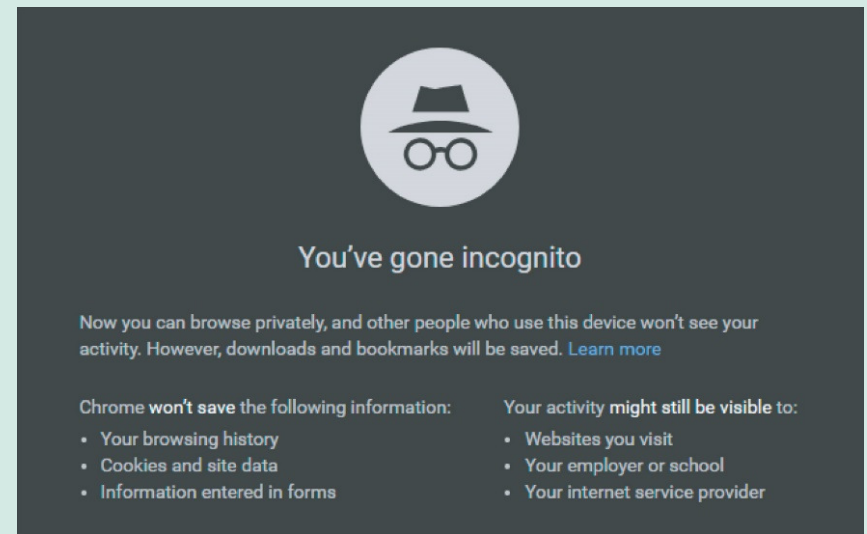 You've gone incognito
Now you can browse privately, and other people who use this device won't see your
activity. However, downloads and bookmarks will be saved. Learn more
Chrome won't save the following information:
• Your browsing history
• Cookies and site data
• Information entered in forms
Your activity might still be visible to:
• Websites you visit
• Your employer or school
• Your internet service provider